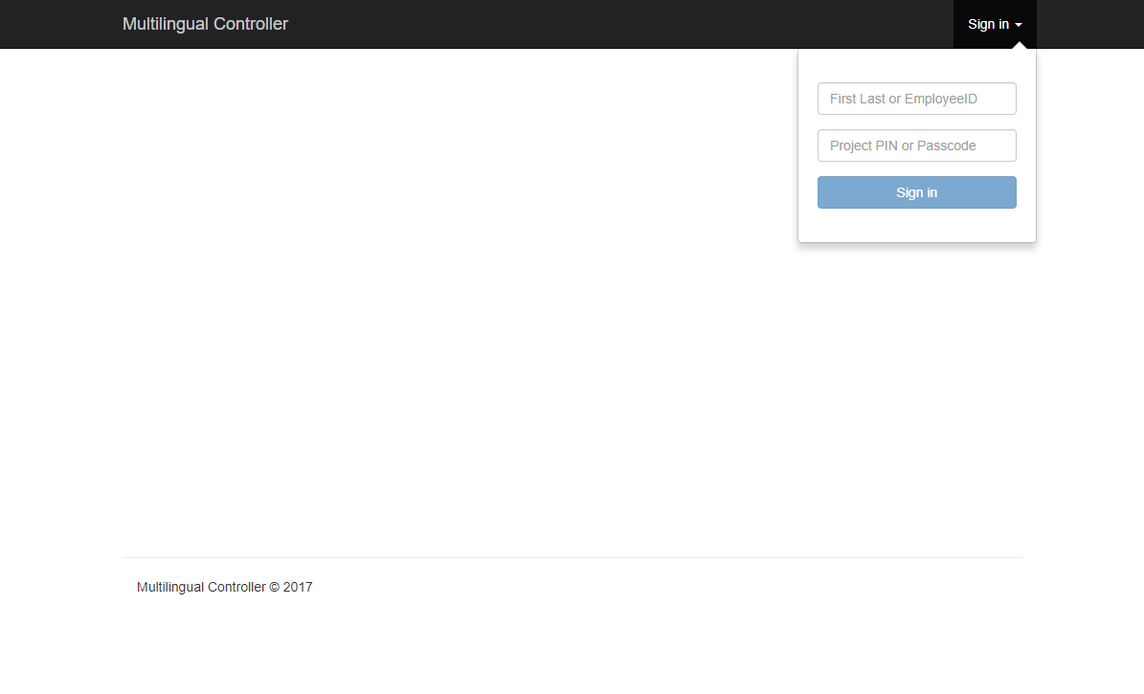 Multilingual Controller
Sign in
First Last or EmployeeID
Project PIN or Passcode
Sign in
Multilingual Controller © 2017